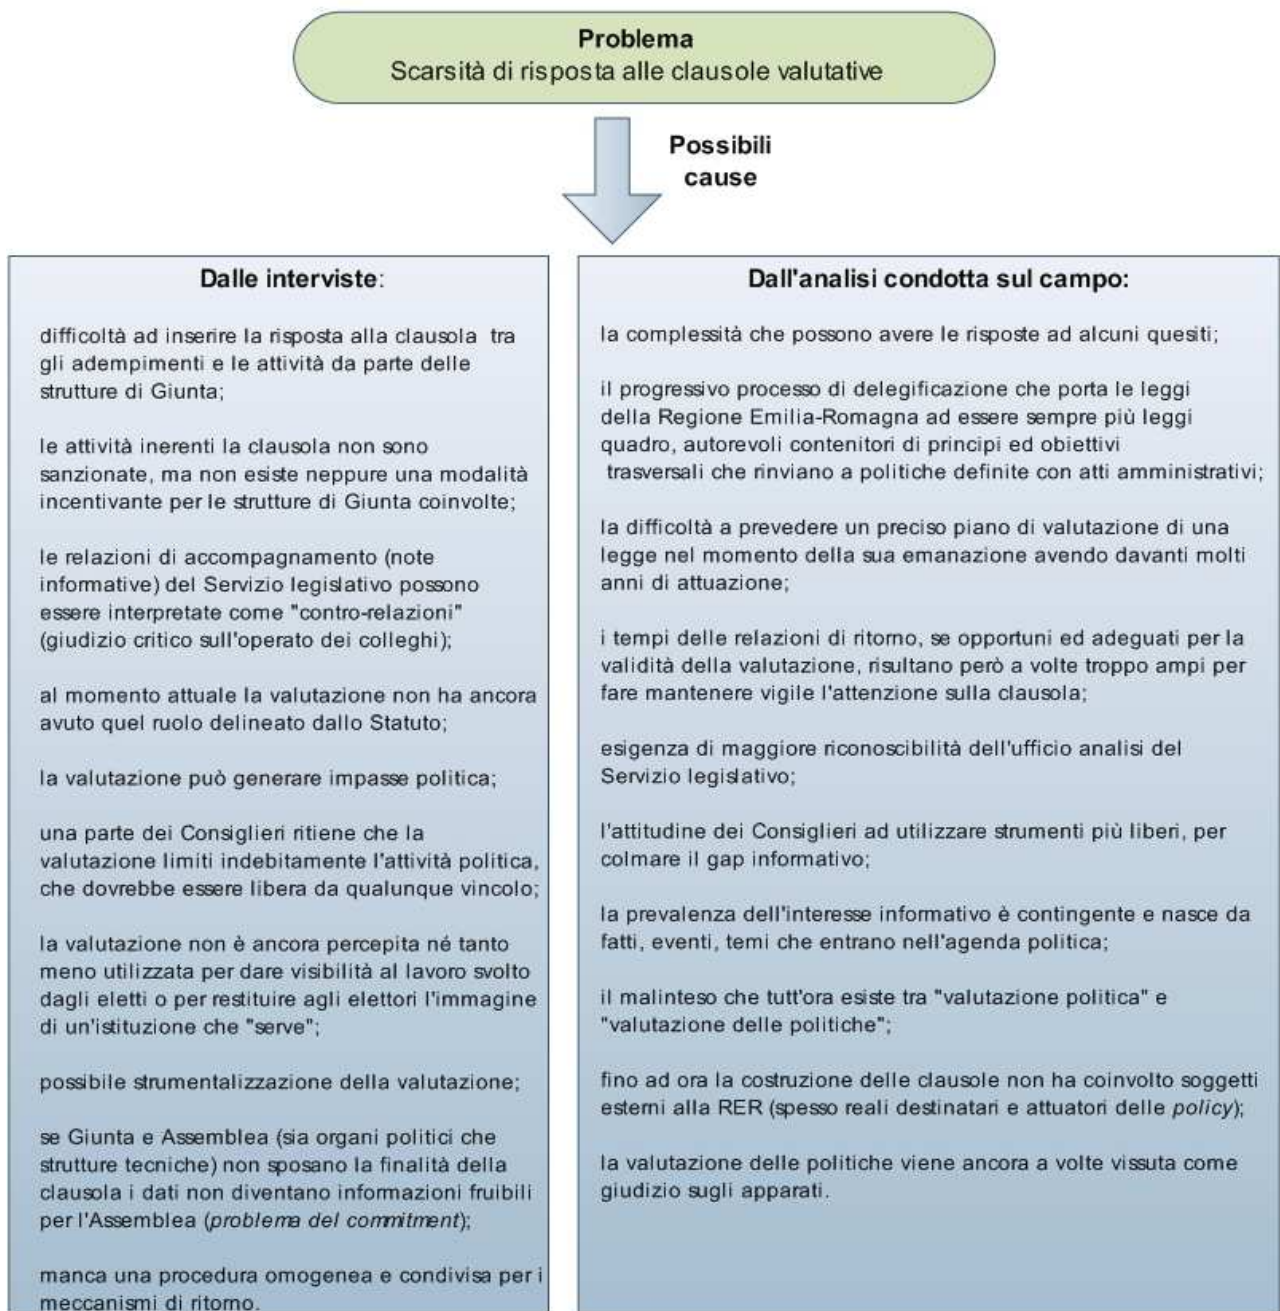 Problema
Scarsità di risposta alle clausole valutative
Possibili
cause
Dalle interviste:
difficoltà ad inserire la risposta alla clausola tra
gli adempimenti e le attività da parte delle
strutture di Giunta;
le attività inerenti la clausola non sono
sanzionate, ma non esiste neppure una modalità
incentivante per le strutture di Giunta coinvolte;
le relazioni di accompagnamento (note
informative) del Servizio legislativo possono
essere interpretate come "contro-relazioni"
(giudizio critico sull'operato dei colleghi);
al momento attuale la valutazione non ha ancora
avuto quel ruolo delineato dallo Statuto;
la valutazione può generare impasse politica;
una parte dei Consiglieri ritiene che la
valutazione limiti indebitamente l'attività politica,
che dovrebbe essere libera da qualunque vincolo;
la valutazione non è ancora percepita né tanto
meno utilizzata per dare visibilità al lavoro svolto
dagli eletti o per restituire agli elettori l'immagine
di un'istituzione che "serve";
possibile strumentalizzazione della valutazione;
se Giunta e Assemblea (sia organi politici che
strutture tecniche) non sposano la finalità della
clausola i dati non diventano informazioni fruibili
per l'Assemblea (problema del commitment);
manca una procedura omogenea e condivisa per i
meccanismi di ritorno.
Dall'analisi condotta sul campo:
la complessità che possono avere le risposte ad alcuni quesiti;
il progressivo processo di delegificazione che porta le leggi
della Regione Emilia-Romagna ad essere sempre più leggi
quadro, autorevoli contenitori di principi ed obiettivi
trasversali che rinviano a politiche definite con atti amministrativi;
la difficoltà a prevedere un preciso piano di valutazione di una
legge nel momento della sua emanazione avendo davanti molti
anni di attuazione;
i tempi delle relazioni di ritorno, se opportuni ed adeguati per la
validità della valutazione, risultano però a volte troppo ampi per
fare mantenere vigile l'attenzione sulla clausola;
esigenza di maggiore riconoscibilità dell'ufficio analisi del
Servizio legislativo;
l'attitudine dei Consiglieri ad utilizzare strumenti più liberi, per
colmare il gap informativo;
la prevalenza dell'interesse informativo è contingente e nasce da
fatti, eventi, temi che entrano nell'agenda politica;
il malinteso che tutt'ora esiste tra "valutazione politica" e
"valutazione delle politiche";
fino ad ora la costruzione delle clausole non ha coinvolto soggetti
esterni alla RER (spesso reali destinatari e attuatori delle policy);
la valutazione delle politiche viene ancora a volte vissuta come
giudizio sugli apparati.